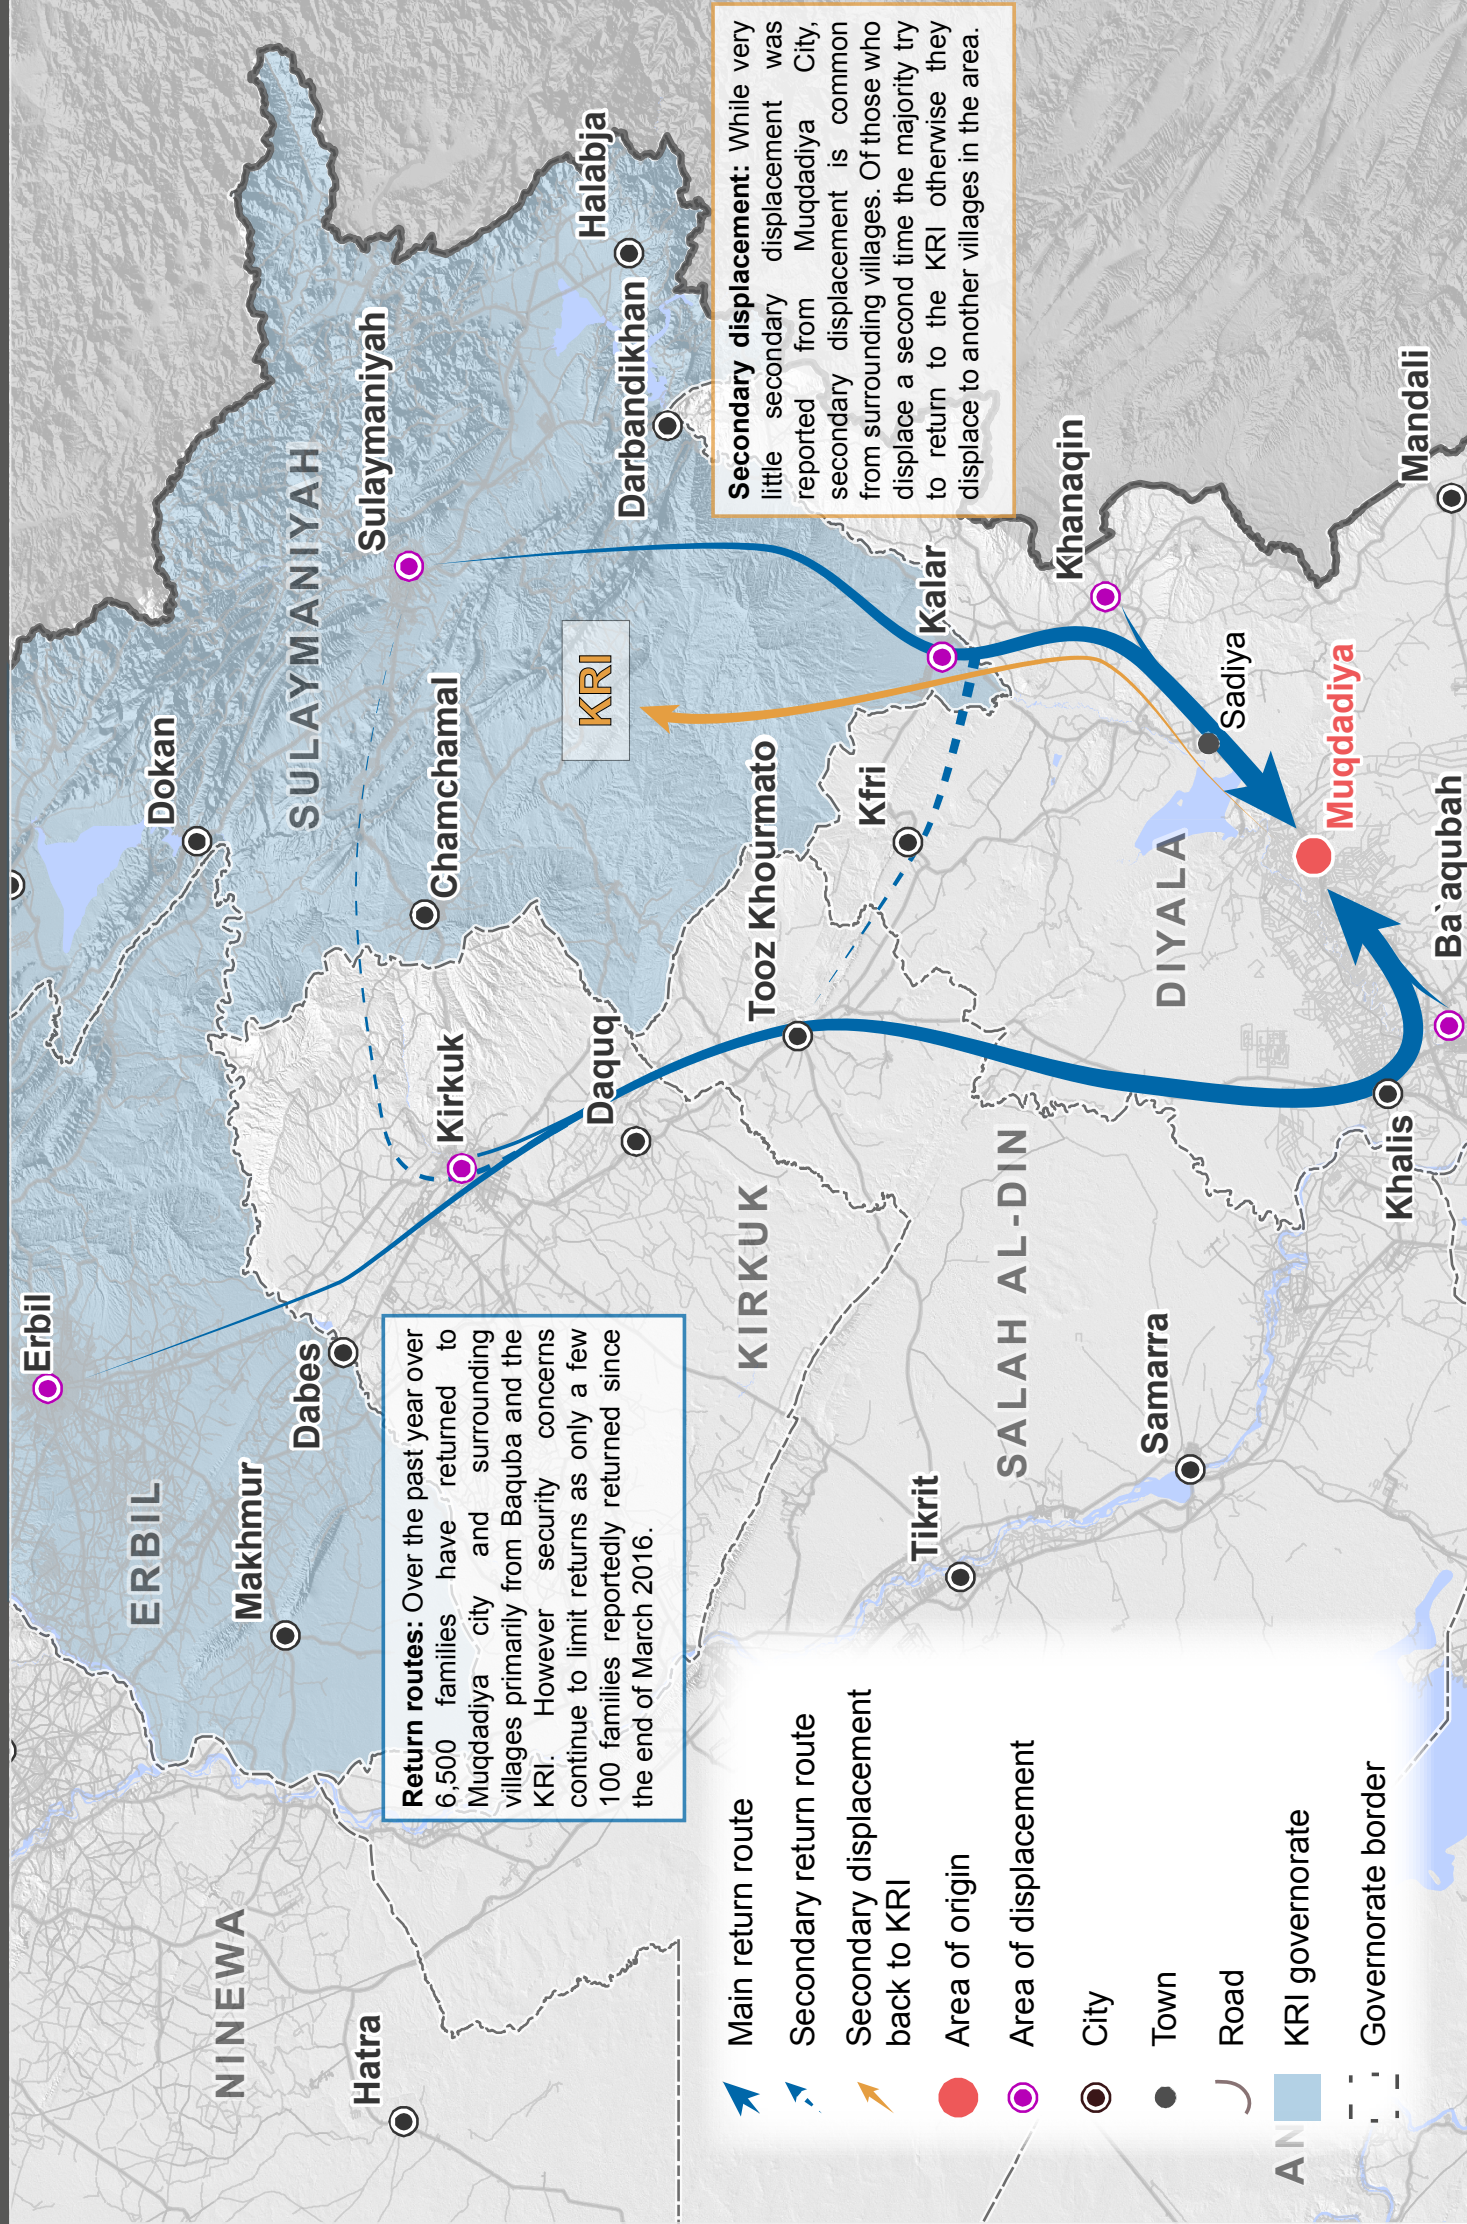 Erbil
Dokan
ERBIL
Makhmur
Dabes
SULAYMANIYAH
Sulaymaniyah
Chamchamal
Halabja
Darbandikhan
KRI
NINEWA
Hatra
Kirkuk
Daquq
KIRKUK
Tooz Khourmato
Kfri
Kalar
Khanaqin
Sadiya
Muqdadiya
Mandali
DIYALA
Ba`aqubah
Khalis
SALAH AL-DIN
Samarra
Tikrit
AN
Return routes: Over the past year over
6,500 families have returned to
Muqdadiya city and surrounding
villages primarily from Baquba and the
KRI. However security concerns
continue to limit returns as only a few
100 families reportedly returned since
the end of March 2016.
Secondary displacement: While very
little secondary displacement was
reported from Muqdadiya City,
secondary displacement is common
from surrounding villages. Of those who
displace a second time the majority try
to return to the KRI otherwise they
displace to another villages in the area.
Main return route
Secondary return route
Secondary displacement
back to KRI
Area of origin
Area of displacement
City
Town
Road
KRI governorate
Governorate border